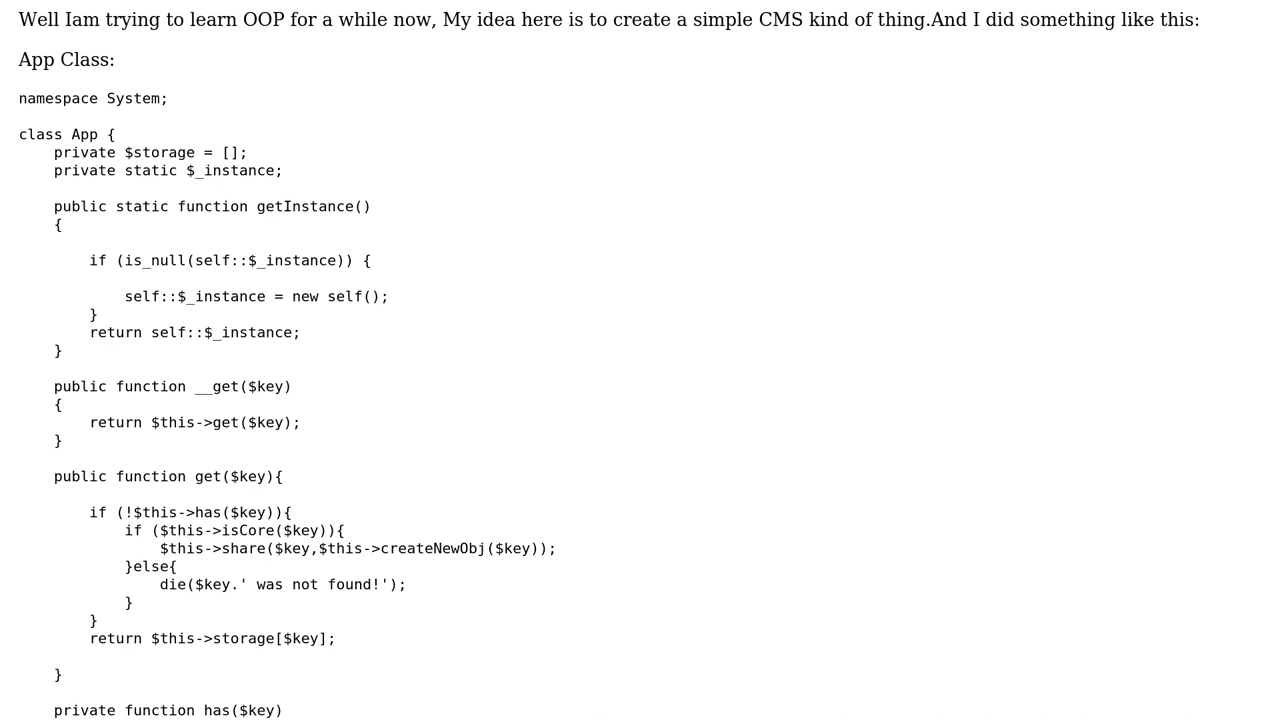 Well Iam trying to learn OOP for a while now, My idea here is to create a simple CMS kind of thing.And I did something like this:
App Class:
namespace System;
class App {
    private $storage = [];
    private static $_instance;
    public static function getInstance()
    {
        if (is_null(self::$_instance)) {
            self::$_instance = new self();
        }
        return self::$_instance;
    }
    public function __get($key)
    {
        return $this->get($key);
    }
    public function get($key){
        if (!$this->has($key)){
            if ($this->isCore($key)){
                $this->share($key,$this->createNewObj($key));
            }else{
                die($key.' was not found!');
            }
        }
        return $this->storage[$key];
    }
    private function has($key)